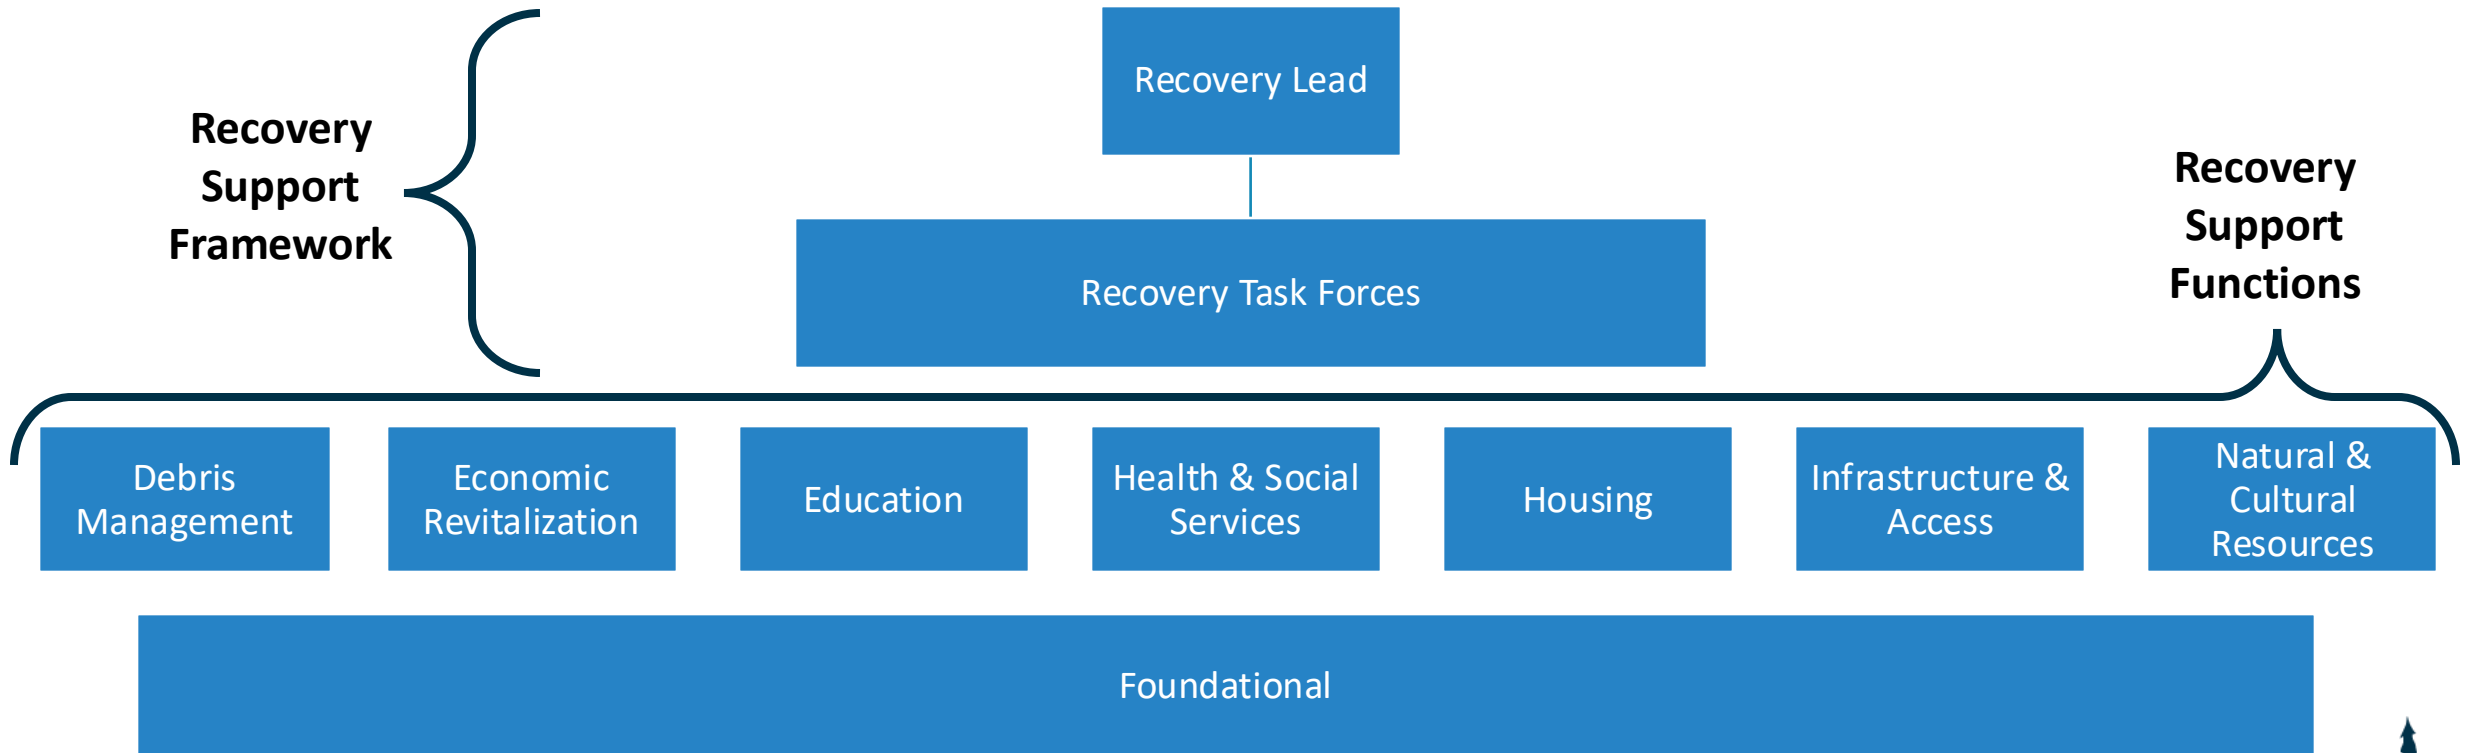 Recovery Lead
Recovery
Support
Framework
Recovery
Support
Functions
Recovery Task Forces
Debris
Management
Economic
Revitalization
Education
Health & Social
Services
Housing
Infrastructure &
Access
Natural &
Cultural
Resources
Foundational